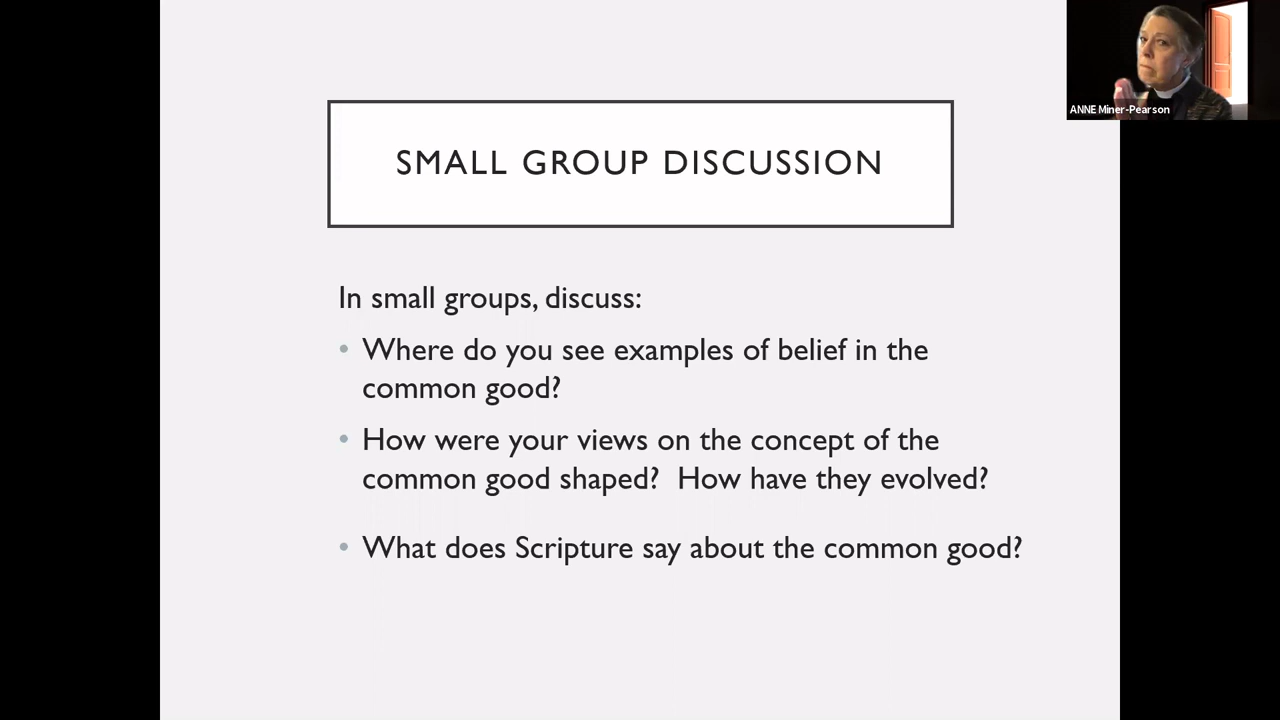 SMALL GROUP DISCUSSION
In small groups, discuss:
• Where do you see examples of belief in the
common good?
• How were your views on the concept of the
common good shaped?  How have they evolved?
• What does Scripture say about the common good?
ANNE Miner-Pearson